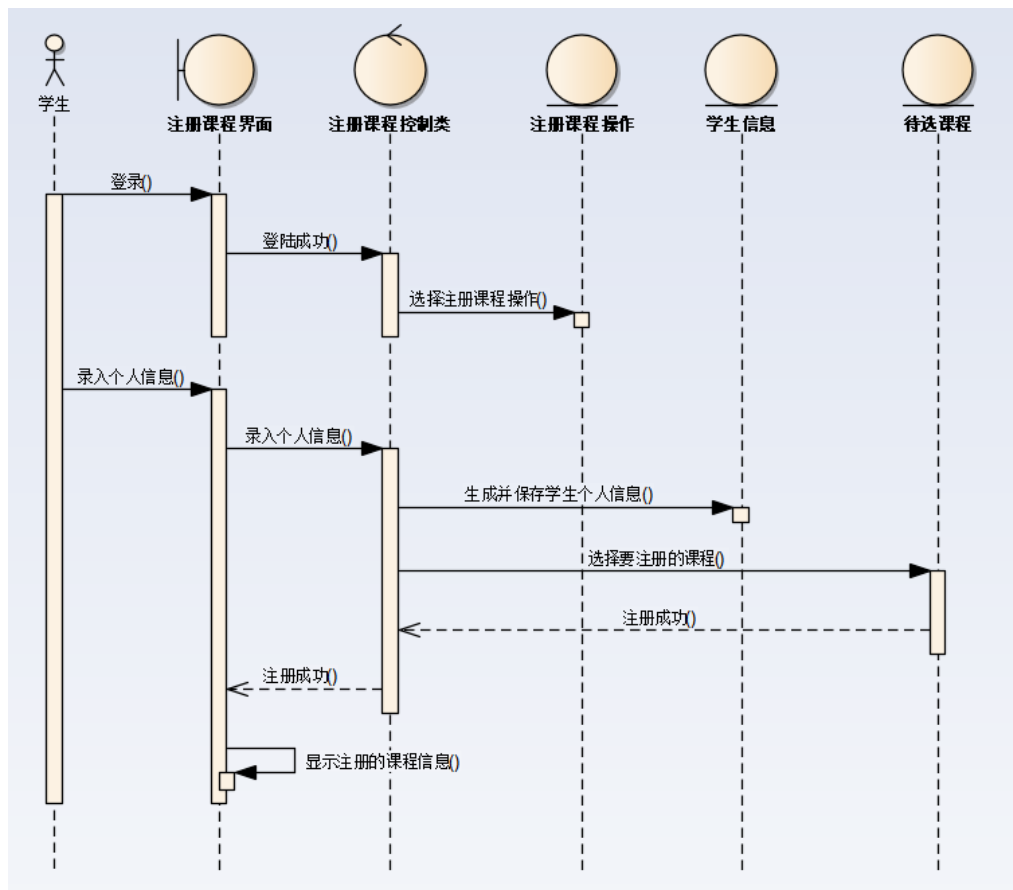 学生
注册课程界面
注册课程控制类
注册课程操作
学生信息
待选课程
登录()
登陆成功()
选择注册课程操作()
录入个人信息()
录入个人信息()
生成并保存学生个人信息()
选择要注册的课程()
注册成功()
注册成功()
显示注册的课程信息()